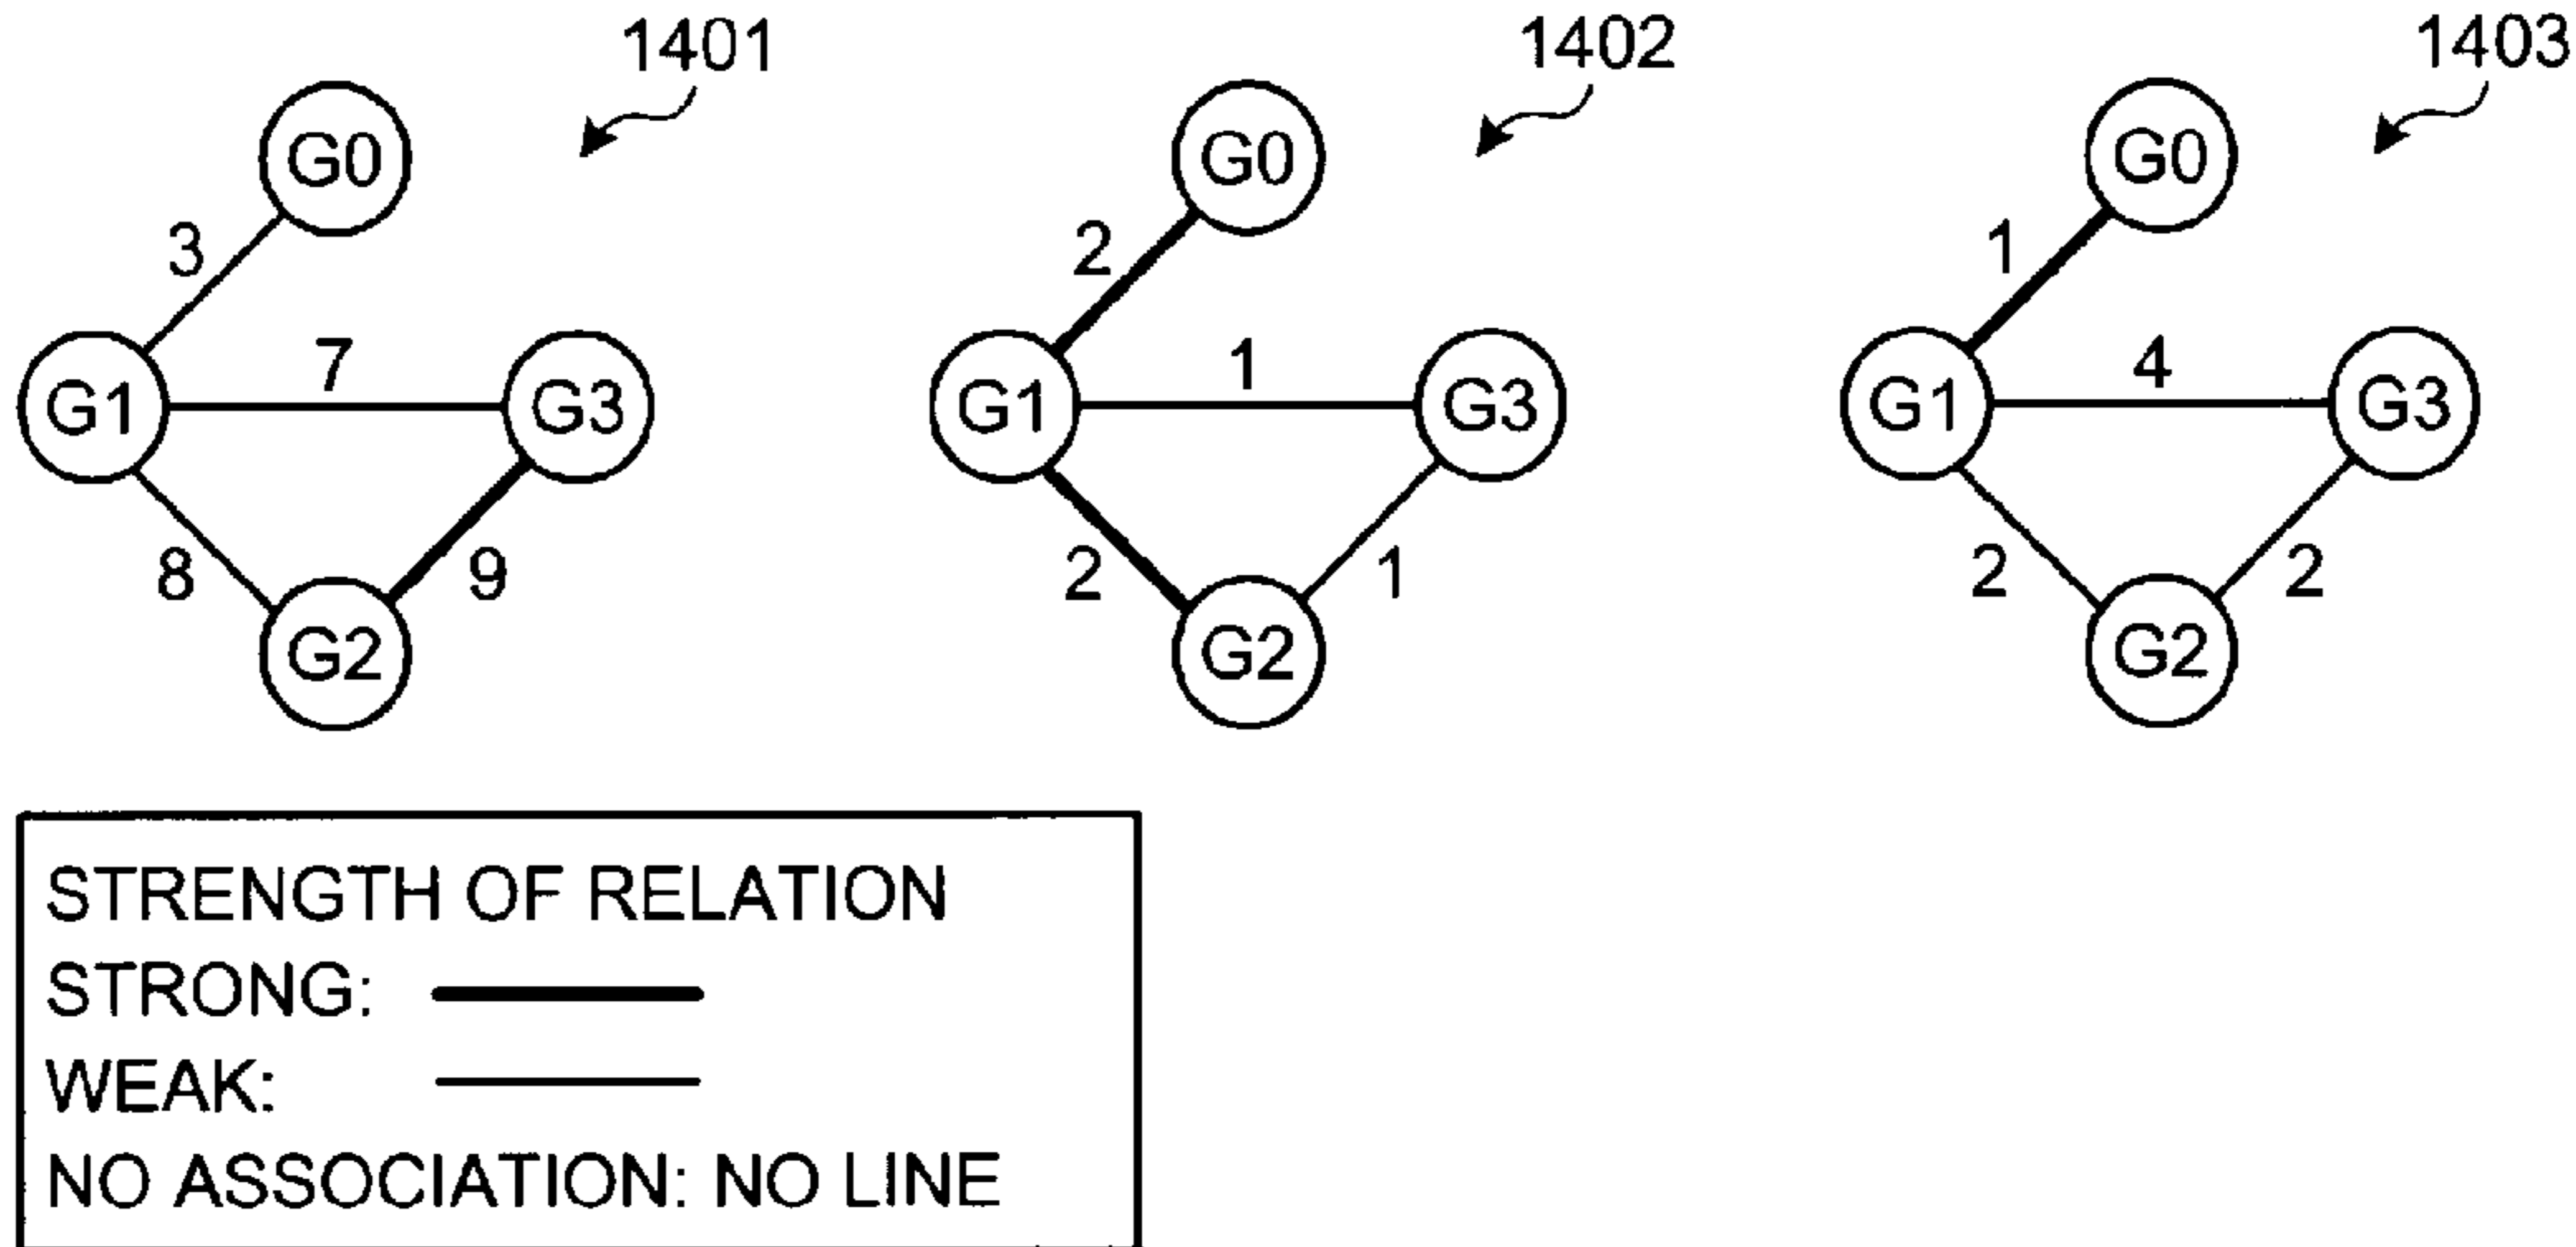 1401
1402
1403
G0
G0
G0
3
2
1
G1
7
G3
G1
1
G3
G1
4
G3
8
9
2
1
2
2
G2
G2
G2
STRENGTH OF RELATION
STRONG:
WEAK:
NO ASSOCIATION: NO LINE